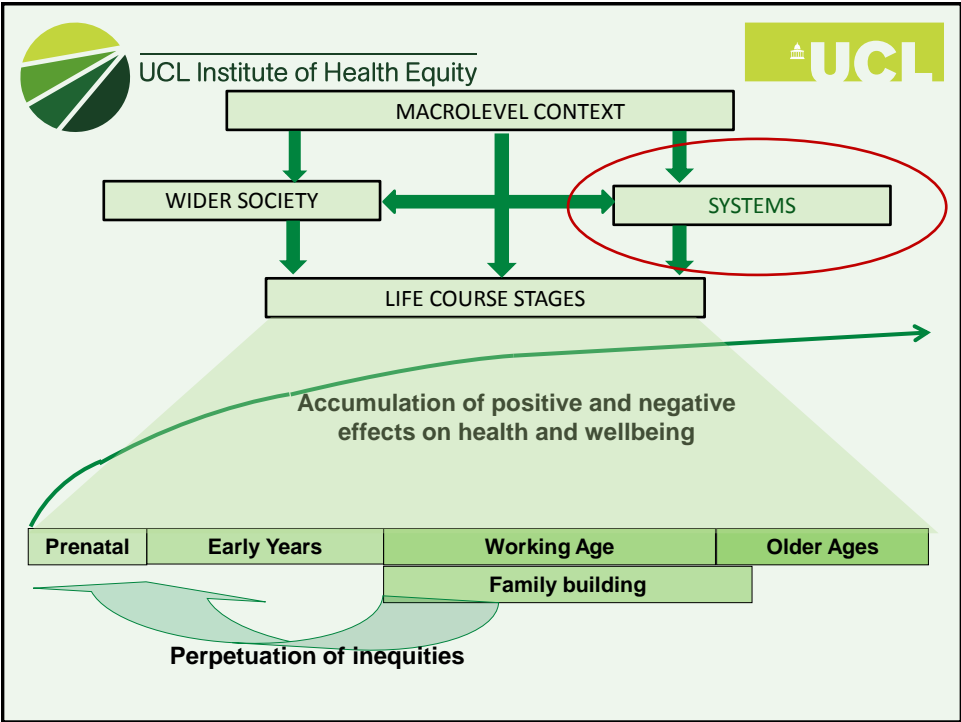 UCL Institute of Health Equity
UCL
MACROLEVEL CONTEXT
WIDER SOCIETY
SYSTEMS
LIFE COURSE STAGES
Accumulation of positive and negative
effects on health and wellbeing
Prenatal
Early Years
Working Age
Older Ages
Family building
Perpetuation of inequities